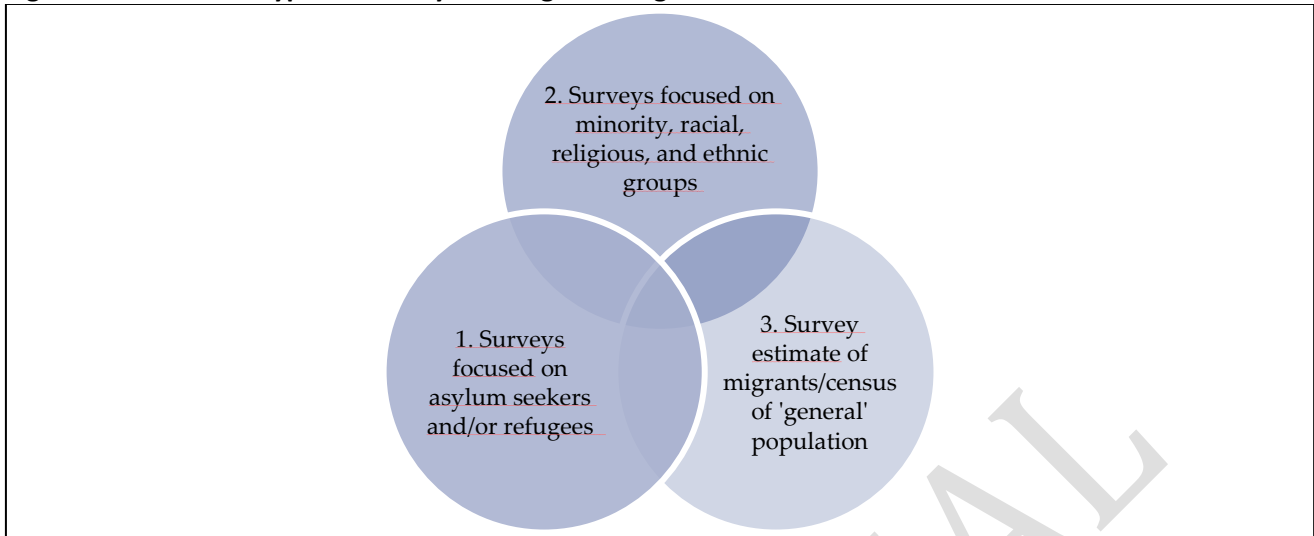 2. Surveys focused on
minority, racial,
religious, and ethnic
groups
1. Surveys
focused on
asylum seekers
and/or refugees
3. Survey
estimate of
migrants/census
of 'general'
population
AL